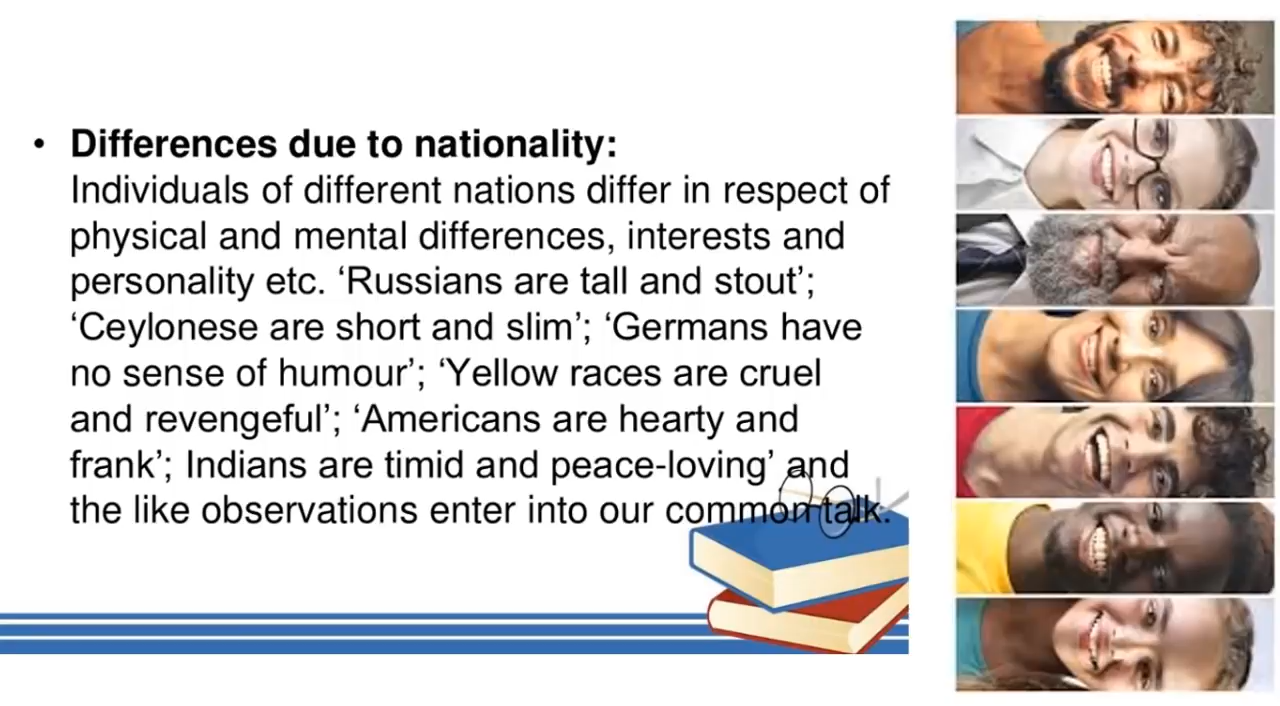 • Differences due to nationality:
Individuals of different nations differ in respect of
physical and mental differences, interests and
personality etc. ‘Russians are tall and stout’;
‘Ceylonese are short and slim’; ‘Germans have
no sense of humour’; ‘Yellow races are cruel
and revengeful’; ‘Americans are hearty and
frank’; Indians are timid and peace-loving’ and
the like observations enter into our common talk.